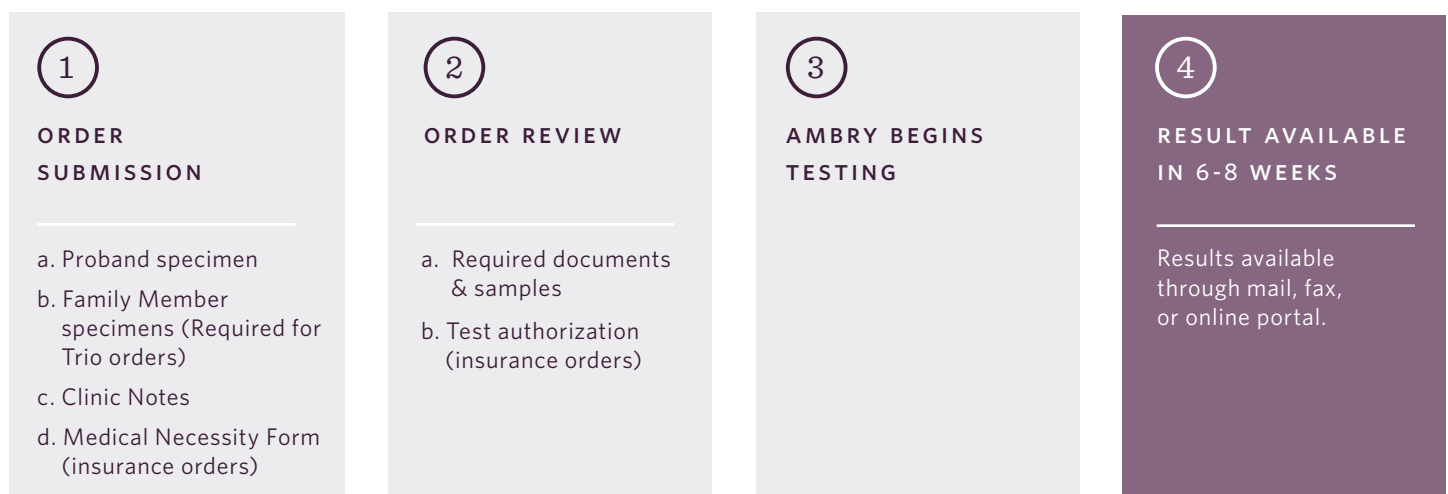 1
ORDER
SUBMISSION
a. Proband specimen
b. Family Member
specimens (Required for
Trio orders)
c. Clinic Notes
d. Medical Necessity Form
(insurance orders)
2
ORDER REVIEW
a. Required documents
& samples
b. Test authorization
(insurance orders)
3
AMBRY BEGINS
TESTING
4
RESULT AVAILABLE
IN 6-8 WEEKS
Results available
through mail, fax,
or online portal.